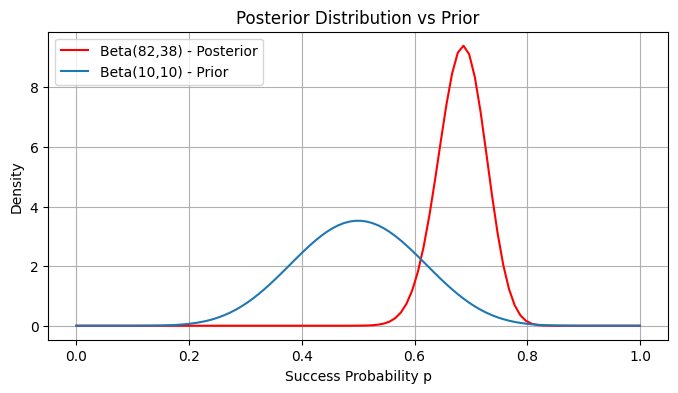 Posterior Distribution vs Prior
Beta(82,38) - Posterior
Beta(10,10) - Prior
Density
8
6
4
2
0
0.0 0.2 0.4 0.6 0.8 1.0
Success Probability p